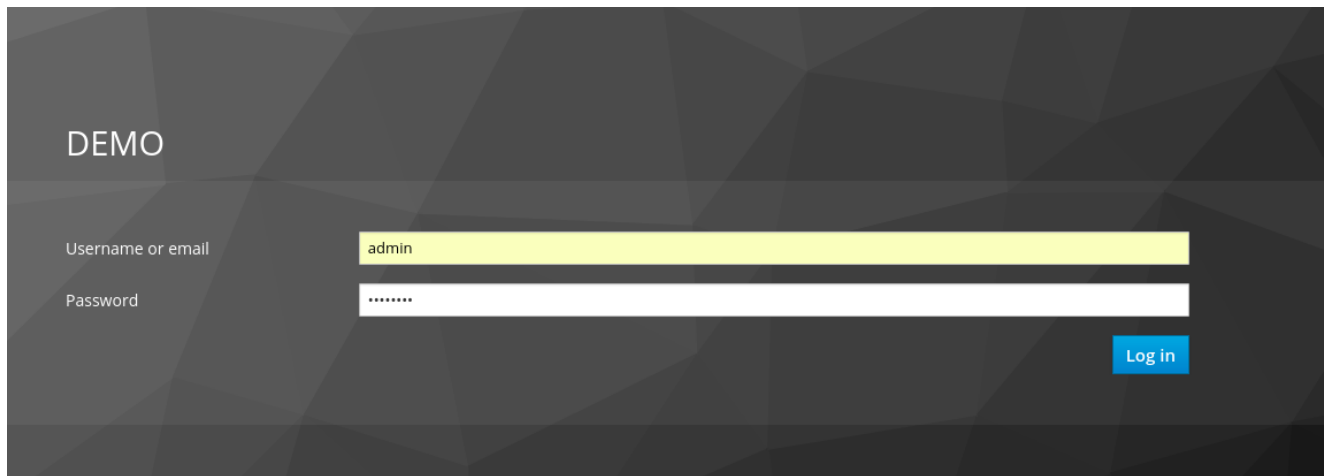 DEMO
Username or email
admin
Password
••••••••
Log in